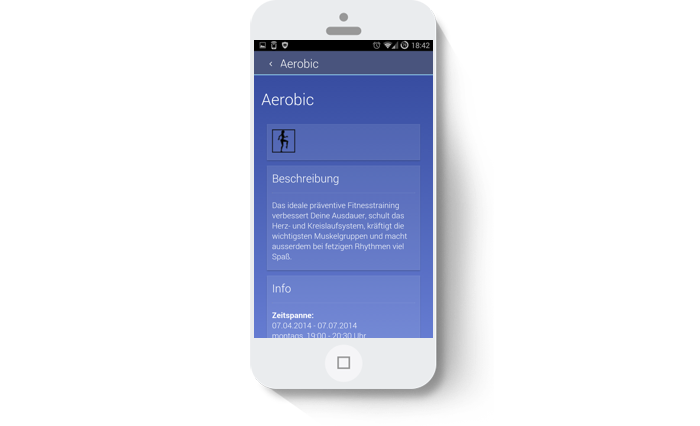 18:42
‹ Aerobic
Aerobic
Beschreibung
Das ideale präventive Fitnesstraining
verbessert Deine Ausdauer, schult das
Herz- und Kreislaufsystem, kräftigt die
wichtigsten Muskelgruppen und macht
ausserdem bei fetzigen Rhythmen viel
Spaß.
Info
Zeitspanne:
07.04.2014 - 07.07.2014
montags, 19:00 - 20:30 Uhr